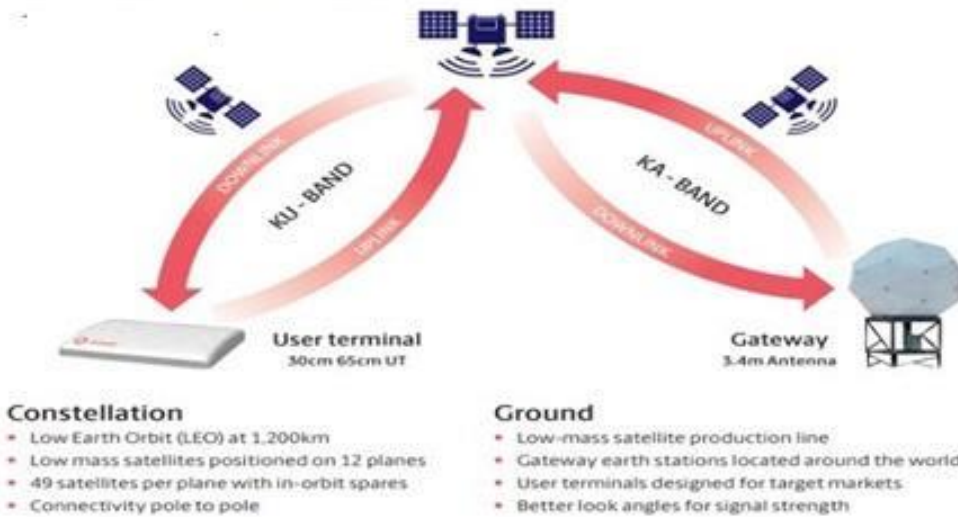 DOWNLINK
KU - BAND
UPLINK
UPLINK
KA - BAND
DOWNLINK
User terminal
30cm 65cm UT
Gateway
3.4m Antenna
Constellation
• Low Earth Orbit (LEO) at 1,200km
• Low mass satellites positioned on 12 planes
• 49 satellites per plane with in-orbit spares
• Connectivity pole to pole
Ground
• Low-mass satellite production line
• Gateway earth stations located around the world
• User terminals designed for target markets
• Better look angles for signal strength